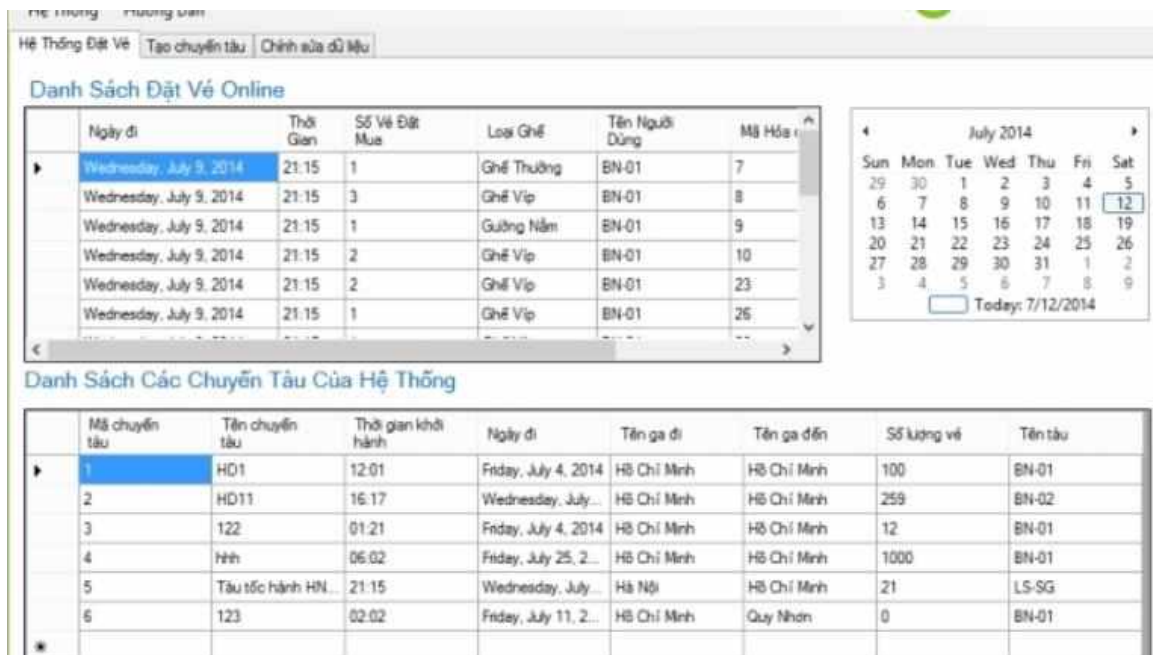 Hệ Thống Hướng Dẫn
Hệ Thống Đặt Vé Tạo chuyến tàu Chỉnh sửa dữ liệu
Danh Sách Đặt Vé Online
Ngày đi Thời Gian Số Vé Đặt Mua Loại Ghế Tên Người Dùng Mã Hóa
Wednesday, July 9, 2014 21:15 1 Ghế Thường BN-01 7
Wednesday, July 9, 2014 21:15 3 Ghế Víp BN-01 8
Wednesday, July 9, 2014 21:15 1 Gường Nằm BN-01 9
Wednesday, July 9, 2014 21:15 2 Ghế Víp BN-01 10
Wednesday, July 9, 2014 21:15 2 Ghế Víp BN-01 23
Wednesday, July 9, 2014 21:15 1 Ghế Víp BN-01 26
July 2014
Sun Mon Tue Wed Thu Fri Sat
29 30 1 2 3 4 5
6 7 8 9 10 11 12
13 14 15 16 17 18 19
20 21 22 23 24 25 26
27 28 29 30 31 1 2
3 4 5 6 7 8 9
Today: 7/12/2014
Danh Sách Các Chuyến Tàu Của Hệ Thống
Mã chuyến tàu Tên chuyến tàu Thời gian khởi hành Ngày đi Tên ga đi Tên ga đến Số lượng vé Tên tàu
1 HD1 12:01 Friday, July 4, 2014 Hồ Chí Minh Hồ Chí Minh 100 BN-01
2 HD11 16:17 Wednesday, July... Hồ Chí Minh Hồ Chí Minh 259 BN-02
3 122 01:21 Friday, July 4, 2014 Hồ Chí Minh Hồ Chí Minh 12 BN-01
4 hhh 06:02 Friday, July 25, 2... Hồ Chí Minh Hồ Chí Minh 1000 BN-01
5 Tàu tốc hành HN... 21:15 Wednesday, July... Hà Nội Hồ Chí Minh 21 LS-SG
6 123 02:02 Friday, July 11, 2... Hồ Chí Minh Quy Nhơn 0 BN-01